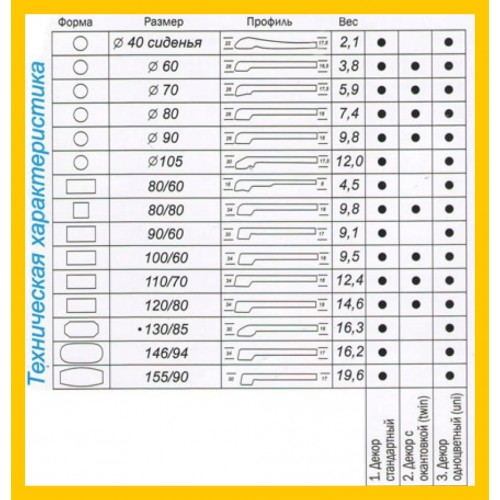 Техническая характеристика
Форма Размер Профиль Вес
⌀ 40 сиденья 2,1
⌀ 60 3,8
⌀ 70 5,9
⌀ 80 7,4
⌀ 90 9,8
⌀105 12,0
80/60 4,5
80/80 9,8
90/60 9,1
100/60 9,5
110/70 12,4
120/80 14,6
•130/85 16,3
146/94 16,2
155/90 19,6
1. Декор
стандартный
2. Декор с
окантовкой (twin)
3. Декор
одноцветный (uni)